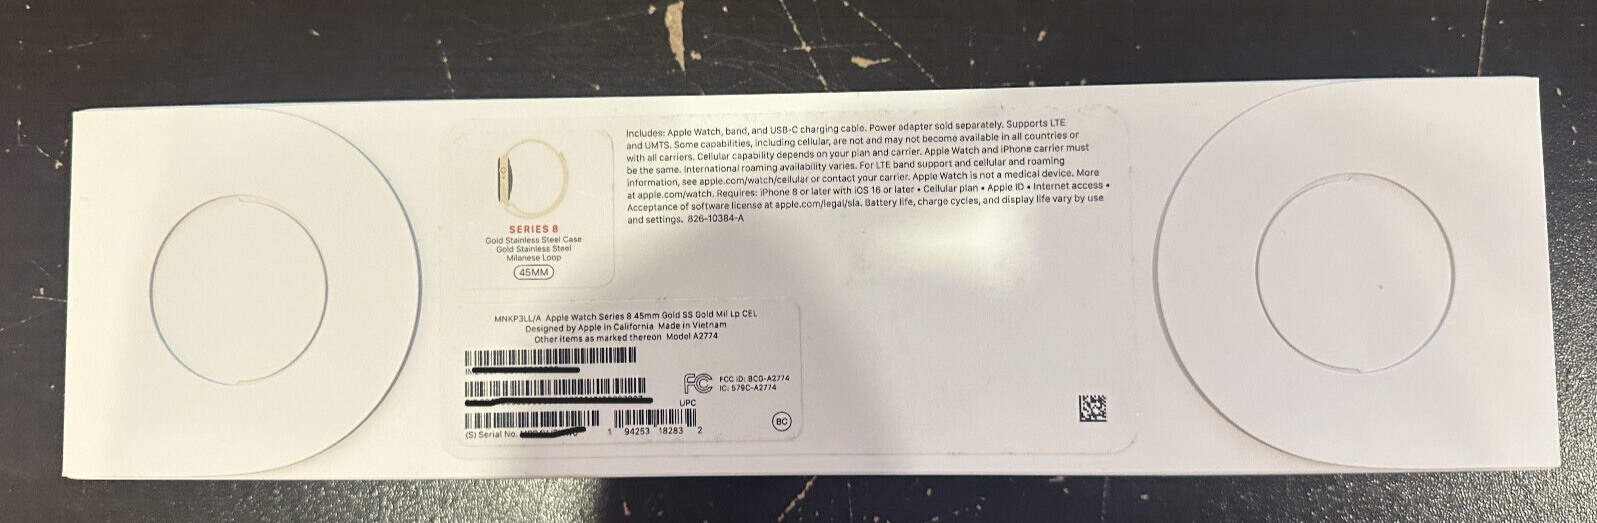 SERIES 8
Gold Stainless Steel Case
Gold Stainless Steel
Milanese Loop
45MM
Includes: Apple Watch, band, and USB-C charging cable. Power adapter sold separately. Supports LTE
and UMTS. Some capabilities, including cellular, are not and may not become available in all countries or
with all carriers. Cellular capability depends on your plan and carrier. Apple Watch and iPhone carrier must
be the same. International roaming availability varies. For LTE band support and cellular and roaming
information, see apple.com/watch/cellular or contact your carrier. Apple Watch is not a medical device. More
at apple.com/watch. Requires: iPhone 8 or later with iOS 16 or later • Cellular plan • Apple ID • Internet access •
Acceptance of software license at apple.com/legal/sla. Battery life, charge cycles, and display life vary by use
and settings. 826-10384-A
MNKP3LL/A Apple Watch Series 8 45mm Gold SS Gold Mil Lp CEL
Designed by Apple in California Made in Vietnam
Other items as marked thereon Model A2774
FC
FCC ID: BCG-A2774
IC: 579C-A2774
UPC
(S) Serial No.
1 94253 18283 2
BC